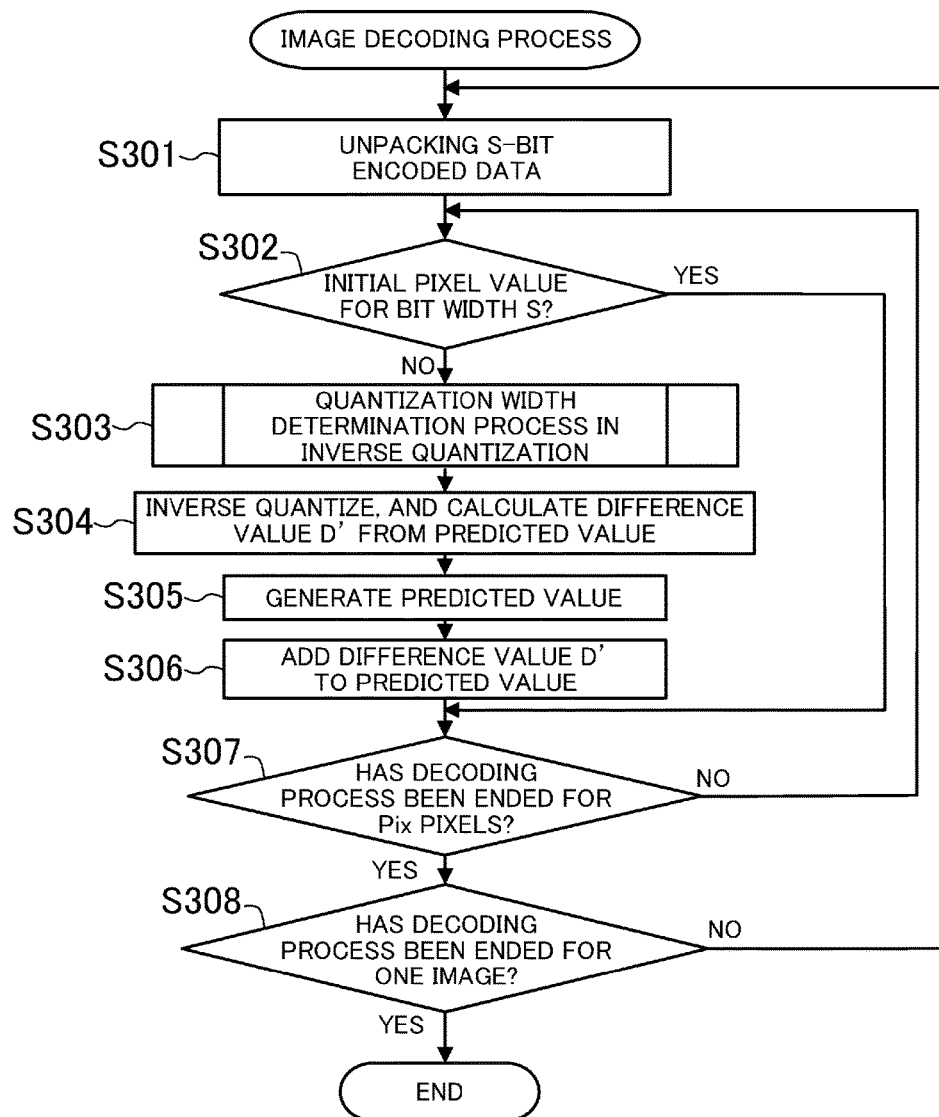 IMAGE DECODING PROCESS
S301
UNPACKING S-BIT
ENCODED DATA
S302
INITIAL PIXEL VALUE
FOR BIT WIDTH S?
YES
NO
S303
QUANTIZATION WIDTH
DETERMINATION PROCESS IN
INVERSE QUANTIZATION
S304
INVERSE QUANTIZE, AND CALCULATE DIFFERENCE
VALUE D' FROM PREDICTED VALUE
S305
GENERATE PREDICTED VALUE
S306
ADD DIFFERENCE VALUE D'
TO PREDICTED VALUE
S307
HAS DECODING
PROCESS BEEN ENDED FOR
Pix PIXELS?
NO
YES
S308
HAS DECODING
PROCESS BEEN ENDED FOR
ONE IMAGE?
NO
YES
END